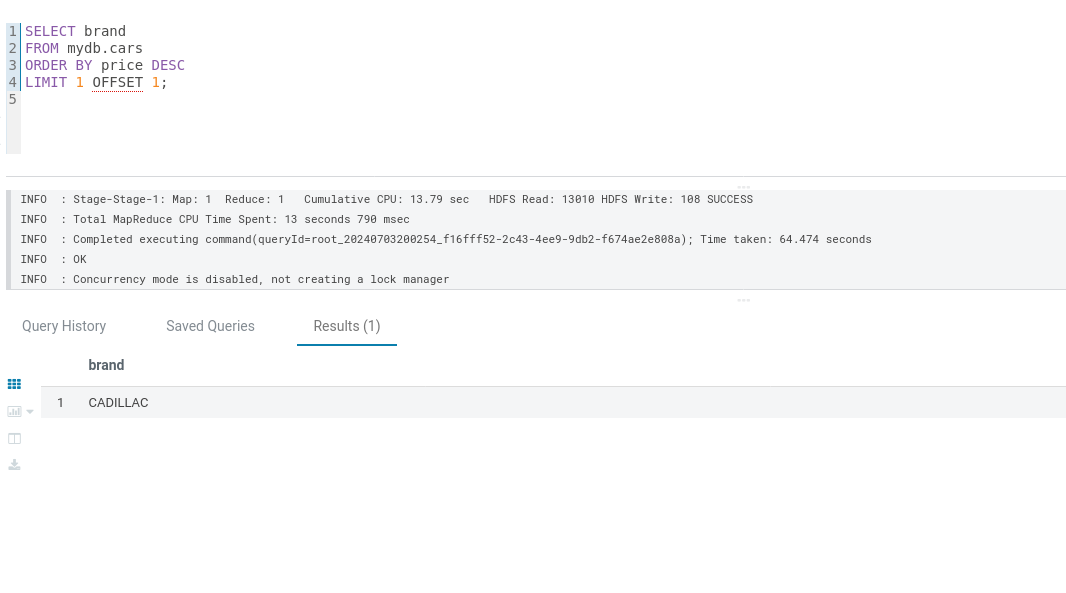 1 SELECT brand
2 FROM mydb.cars
3 ORDER BY price DESC
4 LIMIT 1 OFFSET 1;
5
INFO  : Stage-Stage-1: Map: 1  Reduce: 1   Cumulative CPU: 13.79 sec   HDFS Read: 13010 HDFS Write: 108 SUCCESS
INFO  : Total MapReduce CPU Time Spent: 13 seconds 790 msec
INFO  : Completed executing command(queryId=root_20240703200254_f16fff52-2c43-4ee9-9db2-f674ae2e808a); Time taken: 64.474 seconds
INFO  : OK
INFO  : Concurrency mode is disabled, not creating a lock manager
Query History Saved Queries Results (1)
brand
1 CADILLAC